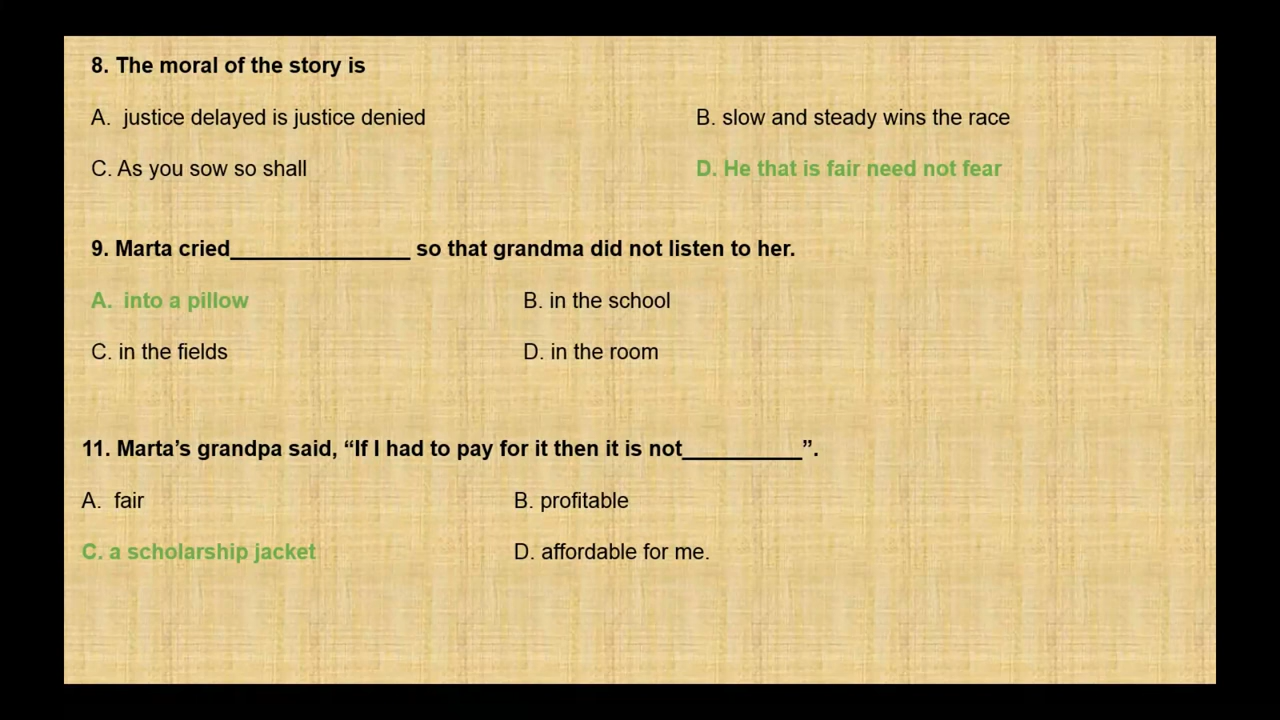 8. The moral of the story is
A. justice delayed is justice denied B. slow and steady wins the race
C. As you sow so shall D. He that is fair need not fear
9. Marta cried_______________ so that grandma did not listen to her.
A. into a pillow B. in the school
C. in the fields D. in the room
11. Marta’s grandpa said, “If I had to pay for it then it is not__________”.
A. fair B. profitable
C. a scholarship jacket D. affordable for me.